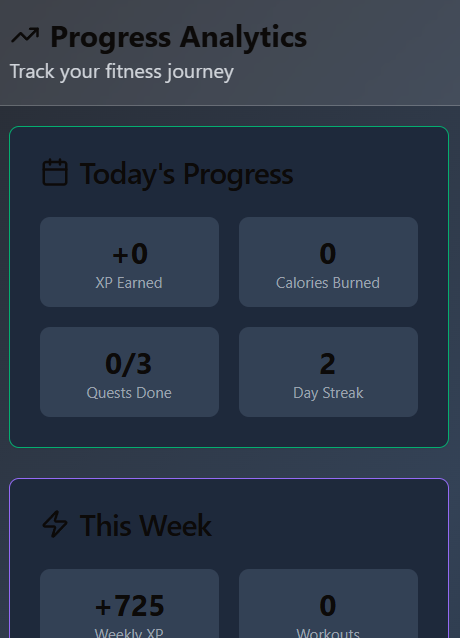 Progress Analytics
Track your fitness journey
Today's Progress
+0
XP Earned
0
Calories Burned
0/3
Quests Done
2
Day Streak
This Week
+725
Weekly XP
0
Workouts